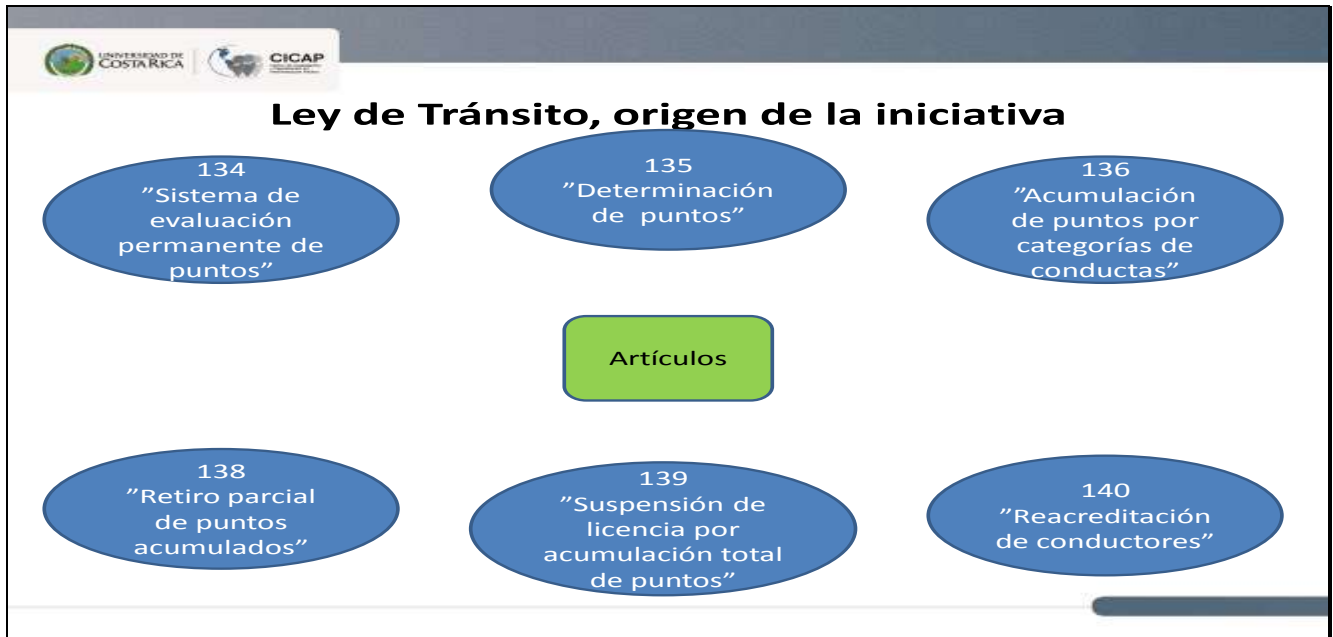 UNIVERSIDAD DE
COSTA RICA
CICAP
Ley de Tránsito, origen de la iniciativa
134
”Sistema de
evaluación
permanente de
puntos”
135
”Determinación
de puntos”
136
”Acumulación
de puntos por
categorías de
conductas”
Artículos
138
”Retiro parcial
de puntos
acumulados”
139
”Suspensión de
licencia por
acumulación total
de puntos”
140
”Reacreditación
de conductores”